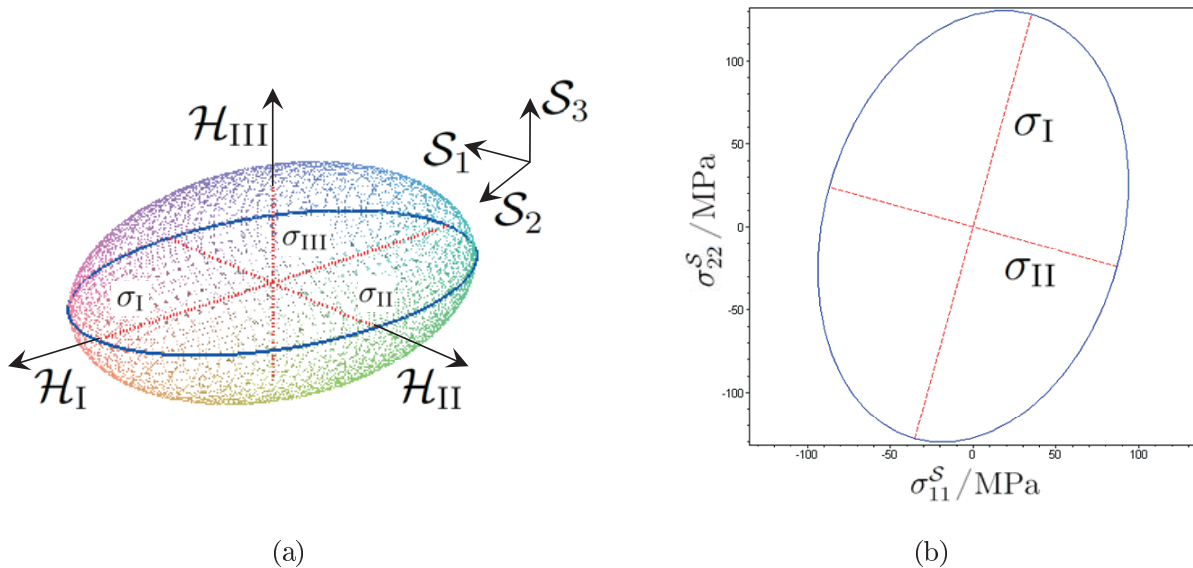 ℋ_III
𝒮_3
𝒮_1
𝒮_2
σ_III
σ_I
σ_II
ℋ_I
ℋ_II
(a)
σ_22^𝒮 / MPa
100
50
0
-50
-100
σ_I
σ_II
-100 -50 0 50 100
σ_11^𝒮 / MPa
(b)